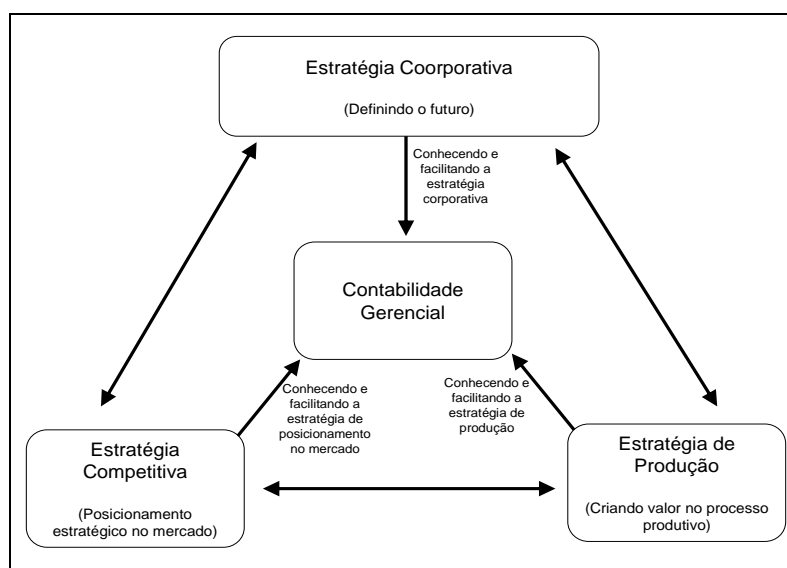 Estratégia Coorporativa
(Definindo o futuro)
Conhecendo e
facilitando a
estratégia
corporativa
Contabilidade
Gerencial
Conhecendo e
facilitando a
estratégia de
posicionamento
no mercado
Conhecendo e
facilitando a
estratégia de
produção
Estratégia
Competitiva
(Posicionamento
estratégico no mercado)
Estratégia de
Produção
(Criando valor no processo
produtivo)